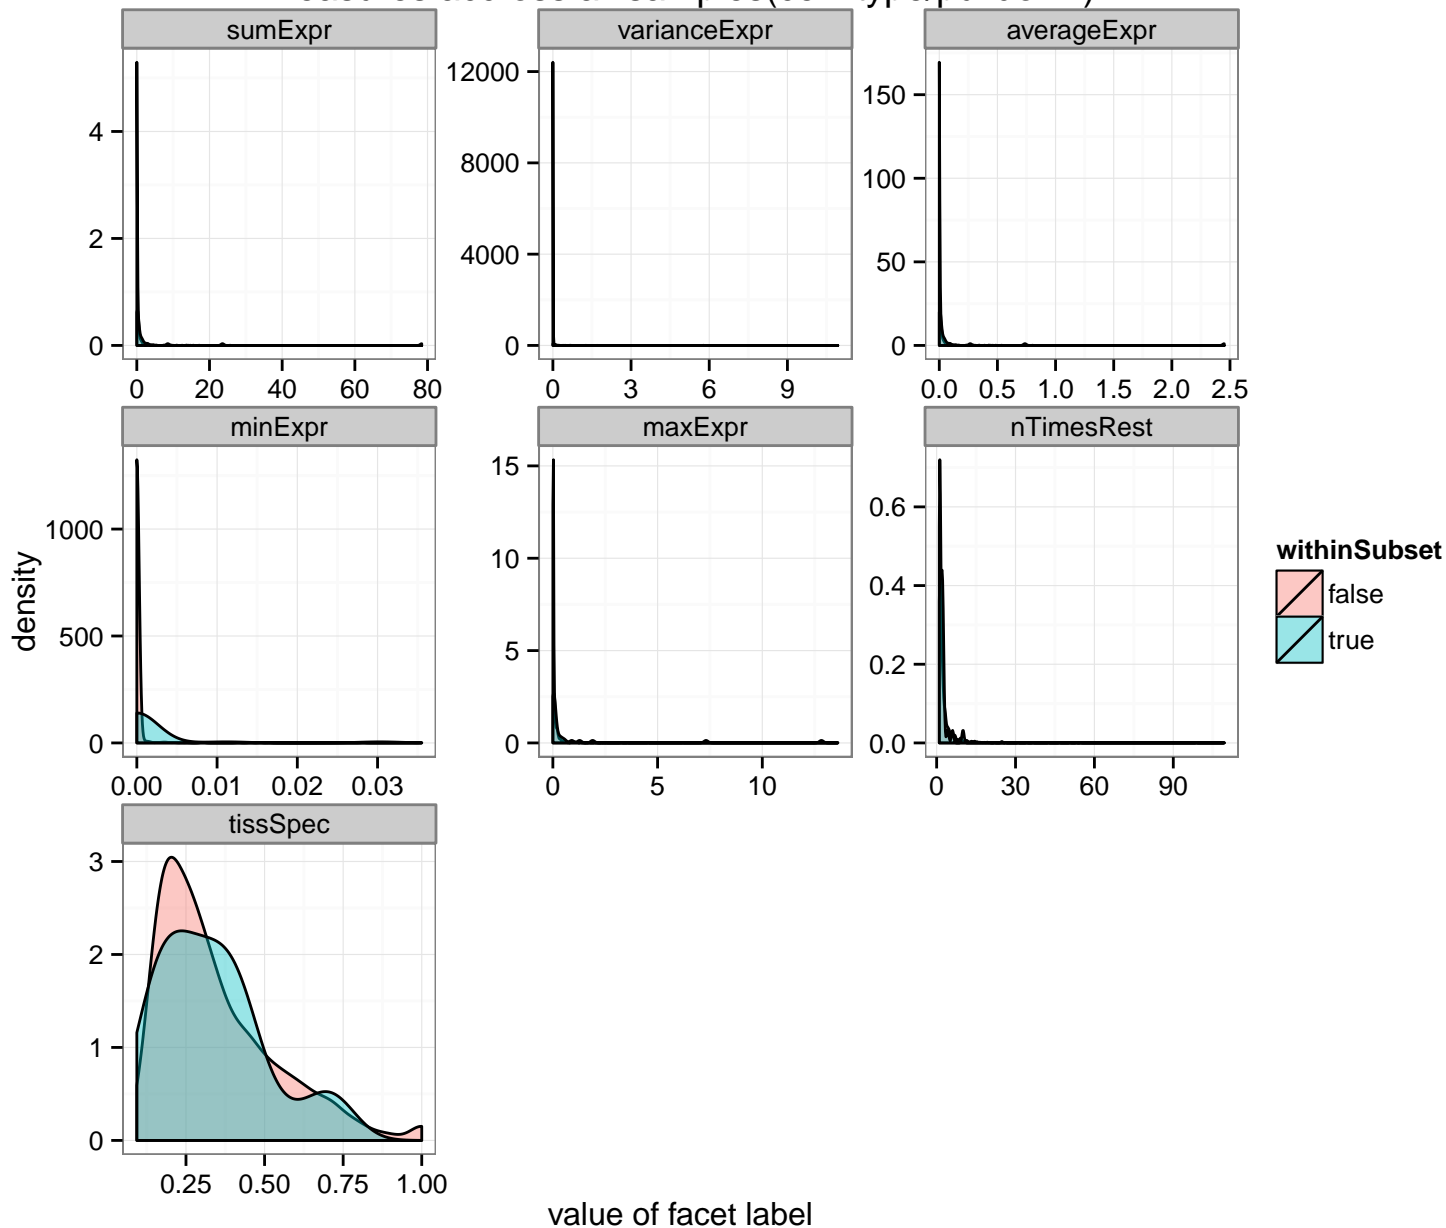 sumExpr varianceExpr averageExpr
4
2
0
0 20 40 60 80
12000
8000
4000
0
0 3 6 9
150
100
50
0
0.0 0.5 1.0 1.5 2.0 2.5
minExpr maxExpr nTimesRest
1000
500
0
0.00 0.01 0.02 0.03
15
10
5
0
0 5 10
0.6
0.4
0.2
0.0
0 30 60 90
tissSpec
3
2
1
0
0.25 0.50 0.75 1.00
density
value of facet label
withinSubset
false
true